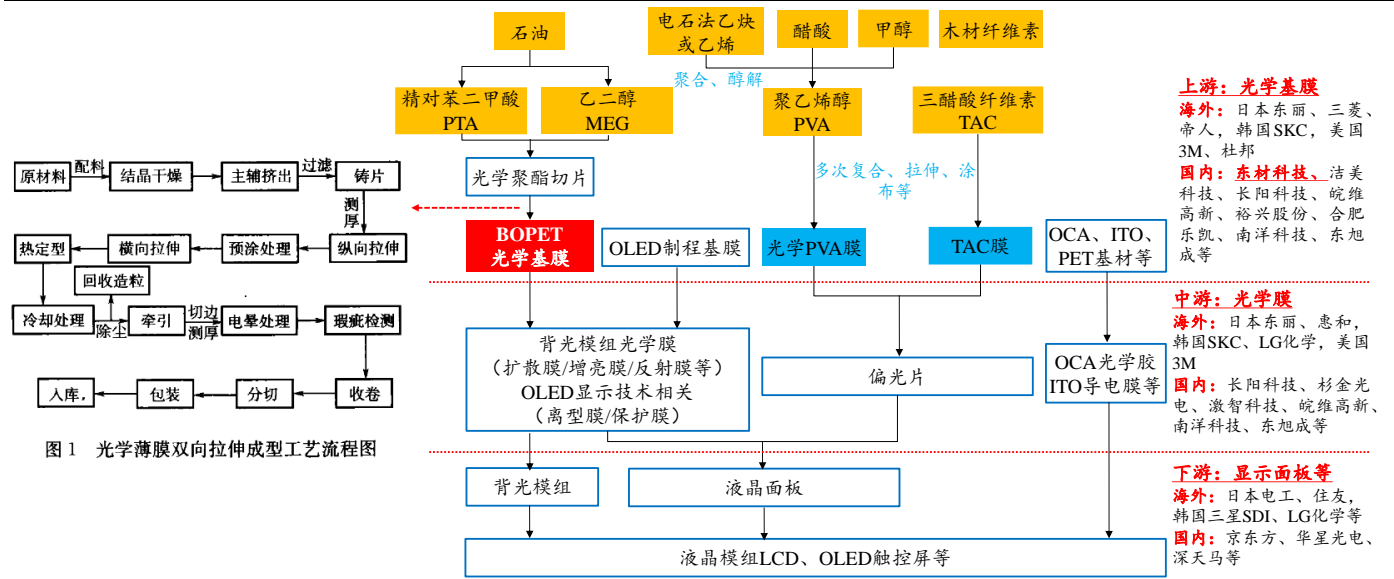 石油
电石法乙炔
或乙烯
醋酸
甲醇
木材纤维素
聚合、醇解
精对苯二甲酸
PTA
乙二醇
MEG
聚乙烯醇
PVA
三醋酸纤维素
TAC
光学聚酯切片
多次复合、拉伸、涂
布等
BOPET
光学基膜
OLED制程基膜
光学PVA膜
TAC膜
OCA、ITO、
PET基材等
背光模组光学膜
(扩散膜/增亮膜/反射膜等)
OLED显示技术相关
(离型膜/保护膜)
偏光片
OCA光学胶
ITO导电膜等
背光模组
液晶面板
液晶模组LCD、OLED触控屏等
原材料
配料
结晶干燥
主辅挤出
过滤
铸片
测
厚
热定型
横向拉伸
预涂处理
纵向拉伸
回收造粒
冷却处理
除尘
牵引
切边
测厚
电晕处理
瑕疵检测
入库,
包装
分切
收卷
图 1 光学薄膜双向拉伸成型工艺流程图
上游：光学基膜
海外：日本东丽、三菱、
帝人，韩国SKC，美国
3M、杜邦
国内：东材科技、洁美
科技、长阳科技、皖维
高新、裕兴股份、合肥
乐凯、南洋科技、东旭
成等
中游：光学膜
海外：日本东丽、惠和，
韩国SKC、LG化学，美国
3M
国内：长阳科技、杉金光
电、激智科技、皖维高新、
南洋科技、东旭成等
下游：显示面板等
海外：日本电工、住友，
韩国三星SDI、LG化学等
国内：京东方、华星光电、
深天马等